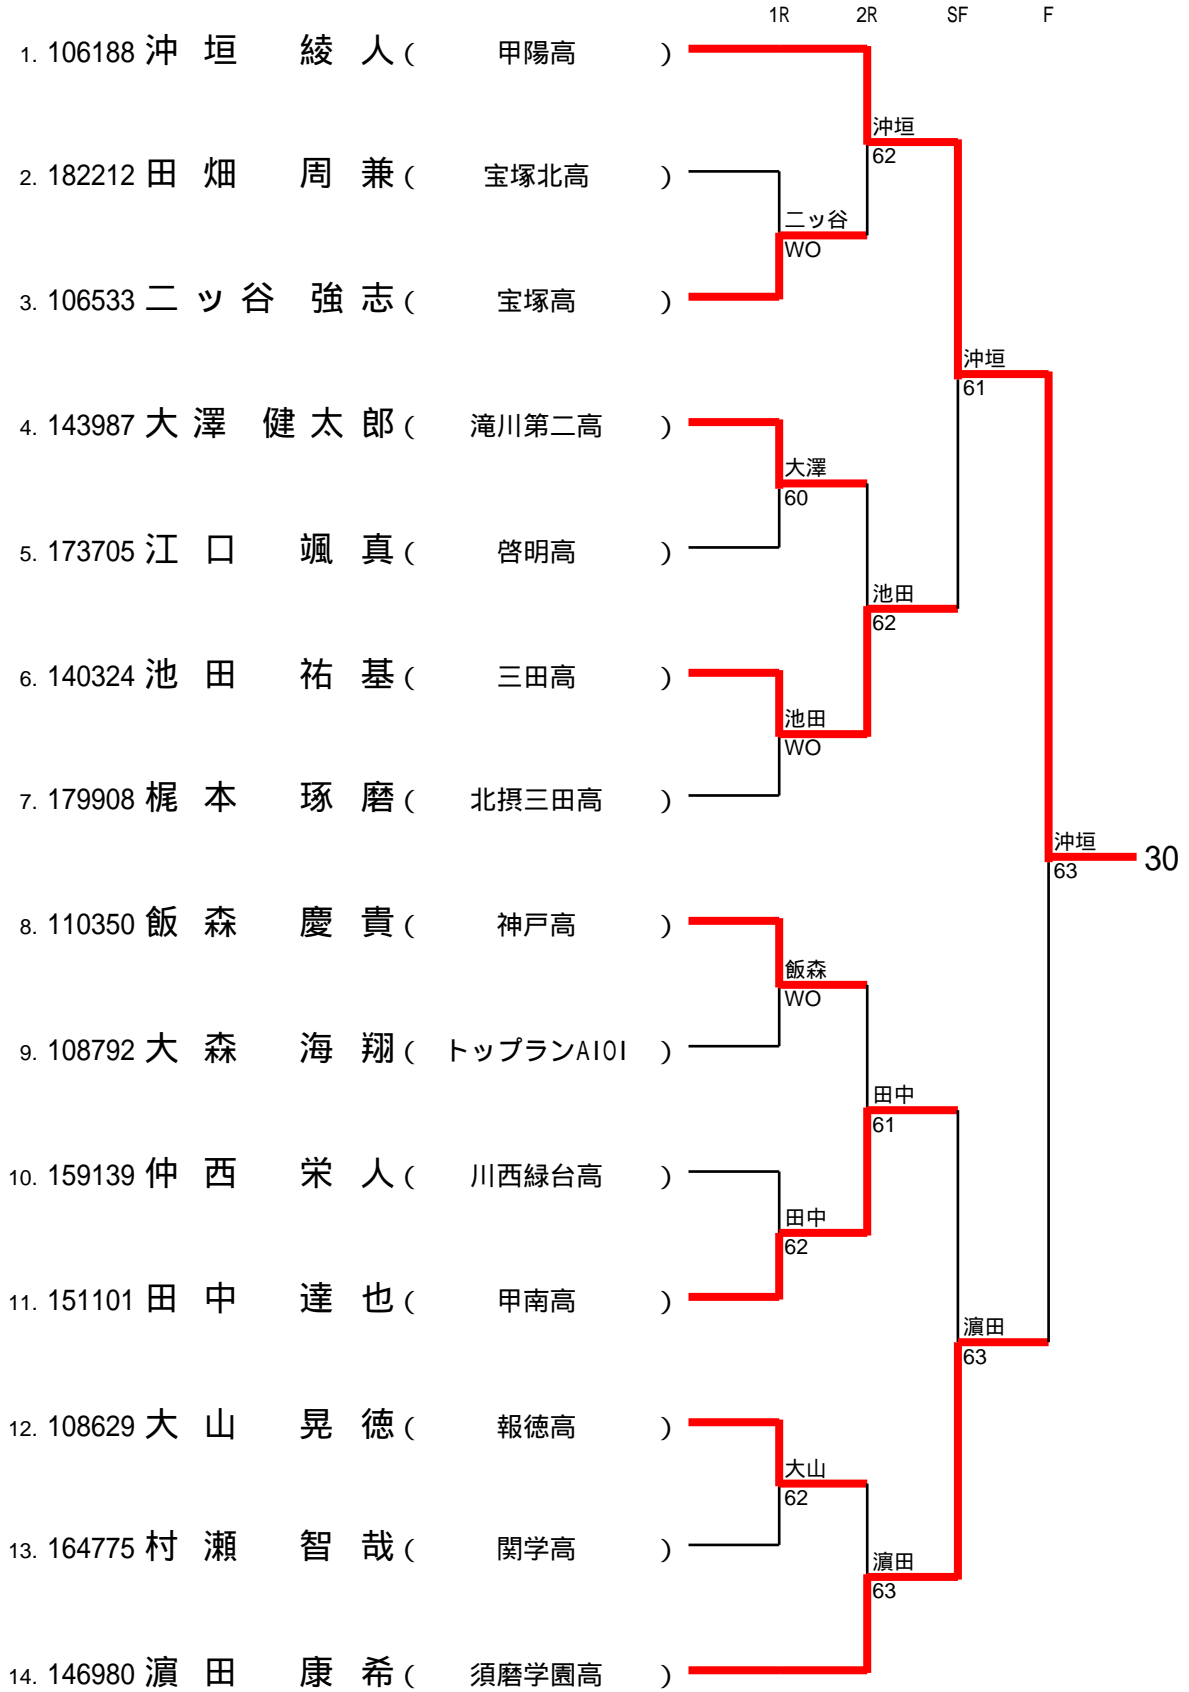 1R 2R SF F
1. 106188 沖垣 綾人 ( 甲陽高 )
沖垣
62
2. 182212 田畑 周兼 ( 宝塚北高 )
二ッ谷
WO
3. 106533 二ッ谷 強志 ( 宝塚高 )
沖垣
61
4. 143987 大澤 健太郎 ( 滝川第二高 )
大澤
60
5. 173705 江口 颯真 ( 啓明高 )
池田
62
6. 140324 池田 祐基 ( 三田高 )
池田
WO
7. 179908 梶本 琢磨 ( 北摂三田高 )
沖垣
63
30
8. 110350 飯森 慶貴 ( 神戸高 )
飯森
WO
9. 108792 大森 海翔 ( トップランAIOI )
田中
61
10. 159139 仲西 栄人 ( 川西緑台高 )
田中
62
11. 151101 田中 達也 ( 甲南高 )
濵田
63
12. 108629 大山 晃徳 ( 報徳高 )
大山
62
13. 164775 村瀬 智哉 ( 関学高 )
濵田
63
14. 146980 濵田 康希 ( 須磨学園高 )